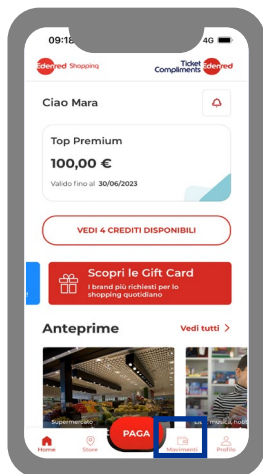 09:18
4G
Edenred Shopping
Ticket
Compliments Edenred
Ciao Mara
Top Premium
100,00 €
Valido fino al 30/06/2023
VEDI 4 CREDITI DISPONIBILI
Scopri le Gift Card
I brand più richiesti per lo
shopping quotidiano
Anteprime
Vedi tutti >
Supermercato
musica, hobb
PAGA
Home
Store
Movimenti
Profilo